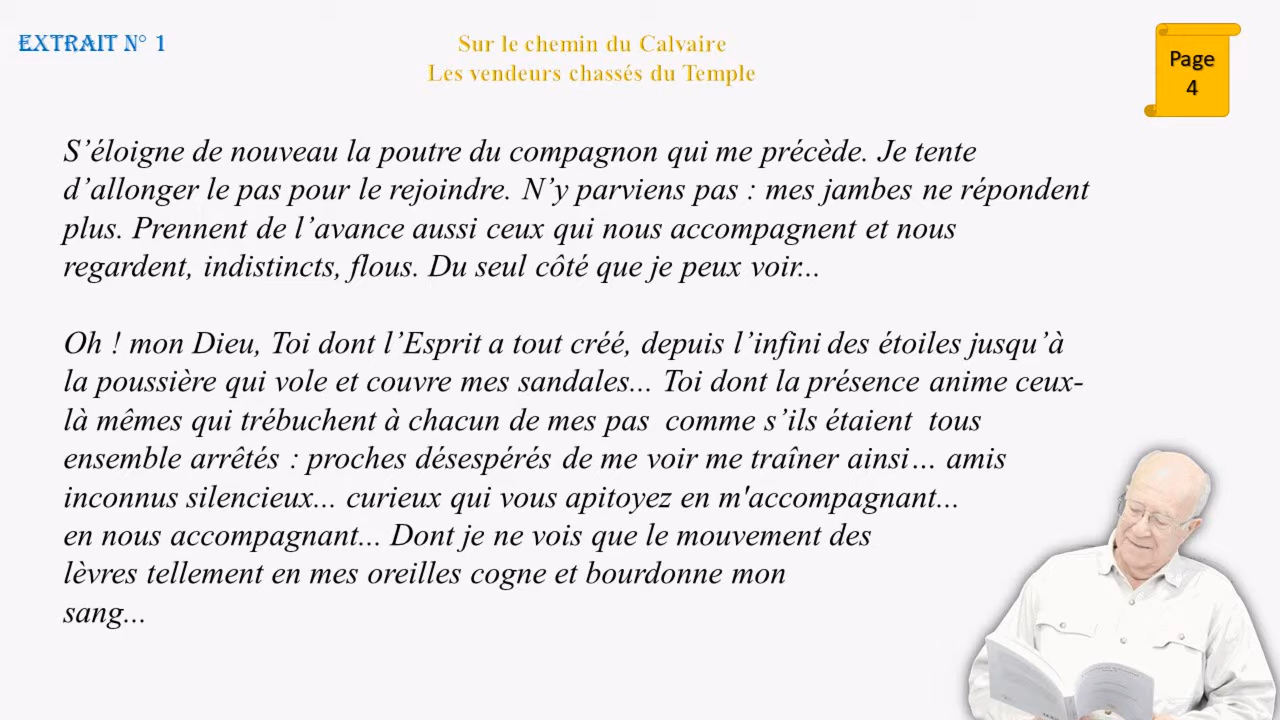 EXTRAIT N° 1
Sur le chemin du Calvaire
Les vendeurs chassés du Temple
Page
4
S’éloigne de nouveau la poutre du compagnon qui me précède. Je tente
d’allonger le pas pour le rejoindre. N’y parviens pas : mes jambes ne répondent
plus. Prennent de l’avance aussi ceux qui nous accompagnent et nous
regardent, indistincts, flous. Du seul côté que je peux voir...
Oh ! mon Dieu, Toi dont l’Esprit a tout créé, depuis l’infini des étoiles jusqu’à
la poussière qui vole et couvre mes sandales... Toi dont la présence anime ceux-
là mêmes qui trébuchent à chacun de mes pas comme s’ils étaient tous
ensemble arrêtés : proches désespérés de me voir me traîner ainsi... amis
inconnus silencieux... curieux qui vous apitoyez en m'accompagnant...
en nous accompagnant... Dont je ne vois que le mouvement des
lèvres tellement en mes oreilles cogne et bourdonne mon
sang...